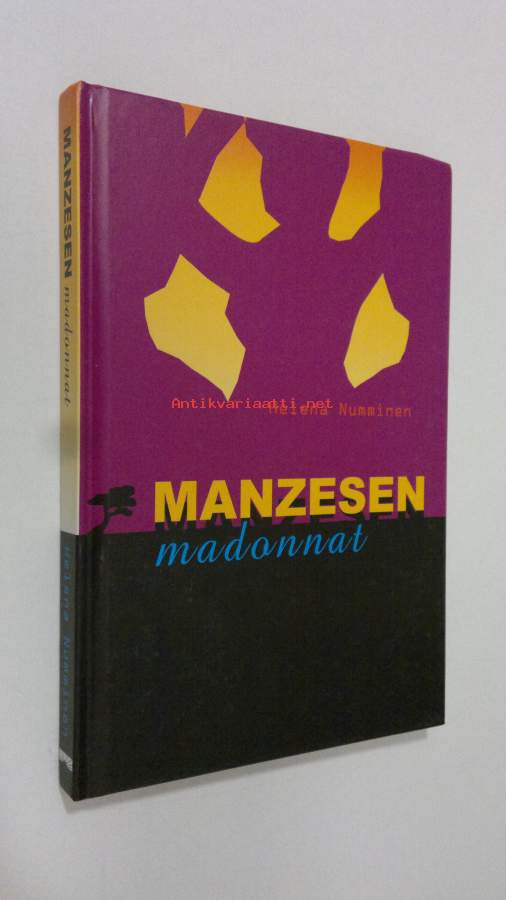 MANZESEN madonnat
Helena Numminen
Antikvariaatti.net
Helena Numminen
MANZESEN
madonnat